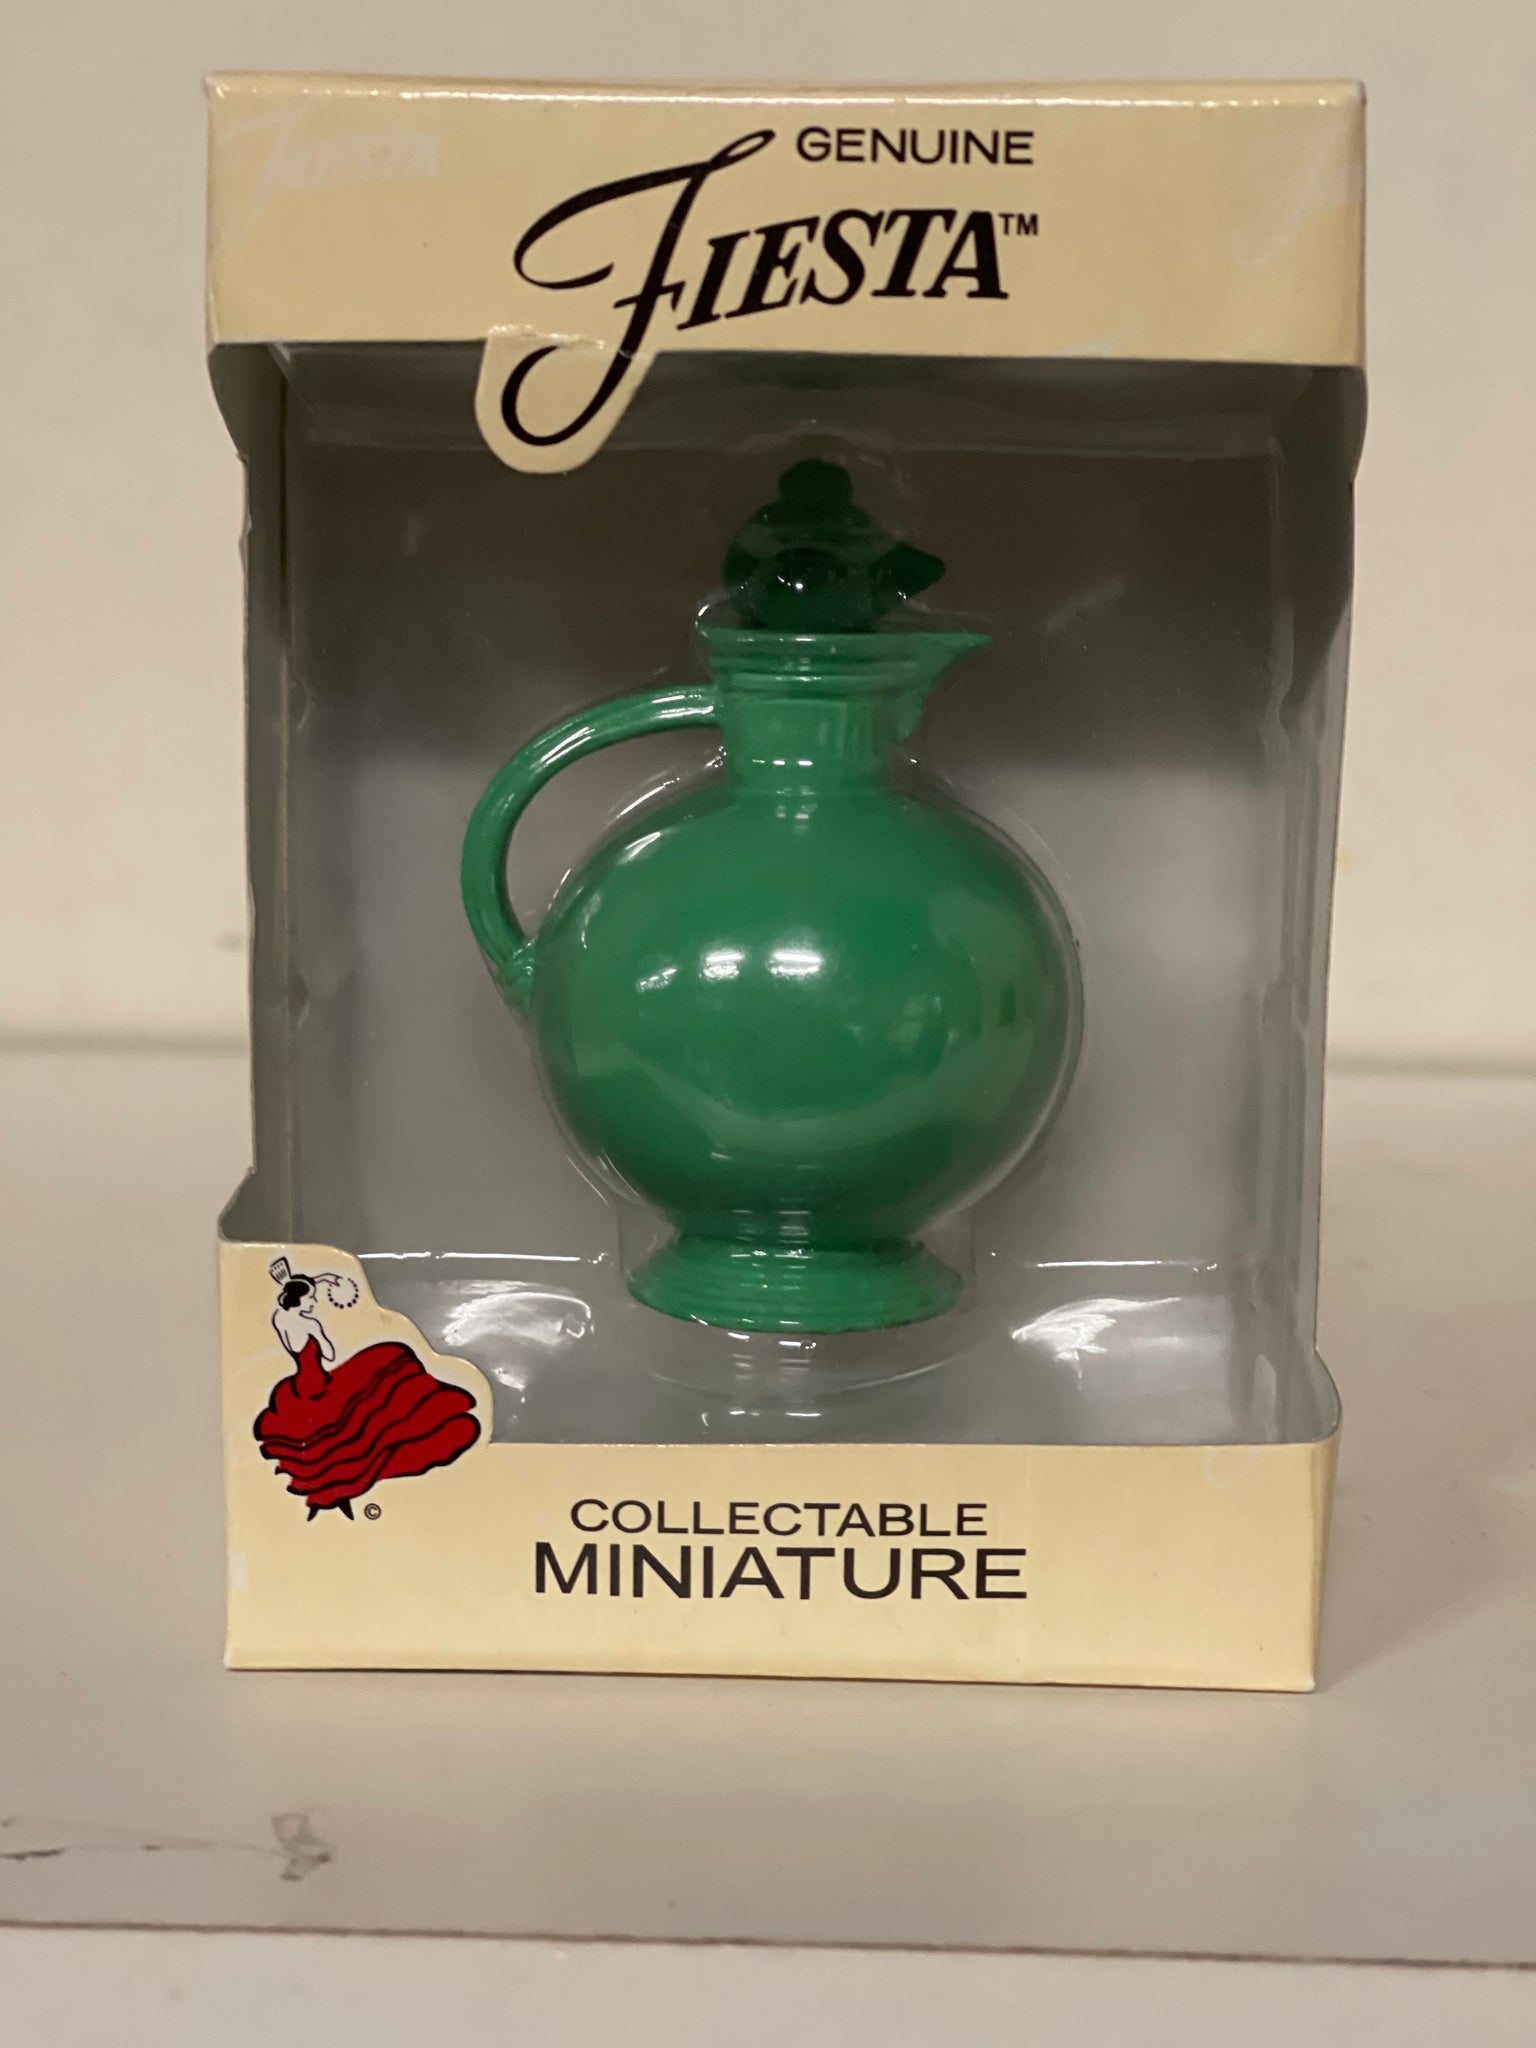 GENUINE
FIESTA™
©
COLLECTABLE
MINIATURE